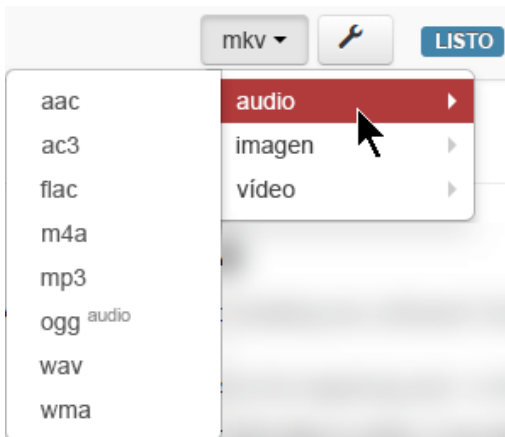 mkv
LISTO
audio
imagen
vídeo
aac
ac3
flac
m4a
mp3
ogg audio
wav
wma